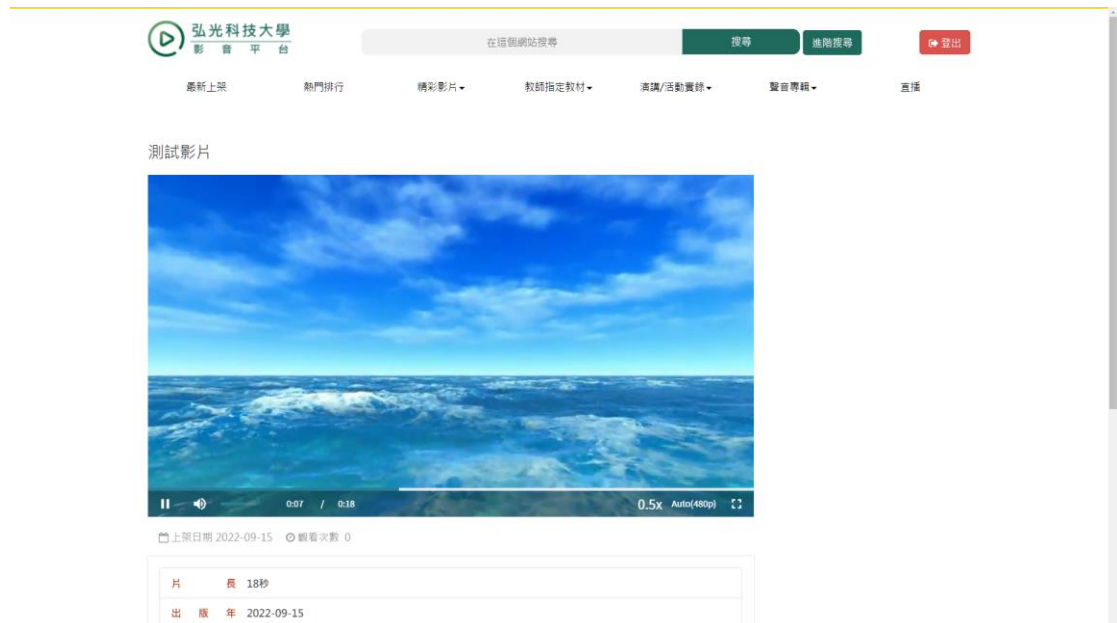 弘光科技大學
影音平台
在這個網站搜尋 搜尋 進階搜尋 登出
最新上架 熱門排行 精彩影片 教師指定教材 演講/活動實錄 聲音專輯 直播
測試影片
0:07 / 0:18 0.5x Auto(480p)
上架日期 2022-09-15 觀看次數 0
片長 18秒
出版年 2022-09-15